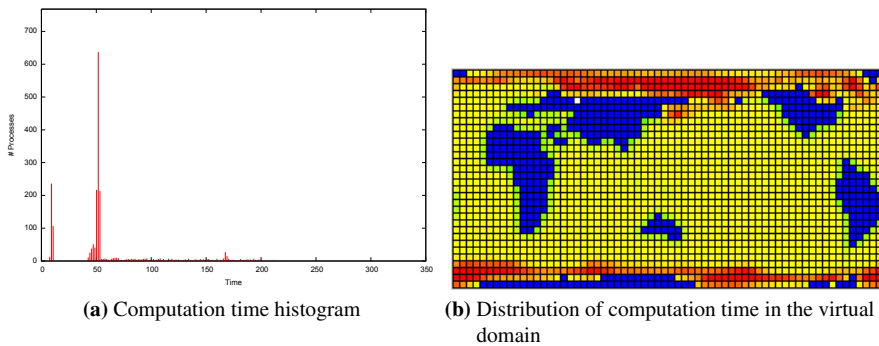 700
600
500
400
300
200
100
0
# Processes
0 50 100 150 200 250 300 350
Time
(a) Computation time histogram
(b) Distribution of computation time in the virtual
domain